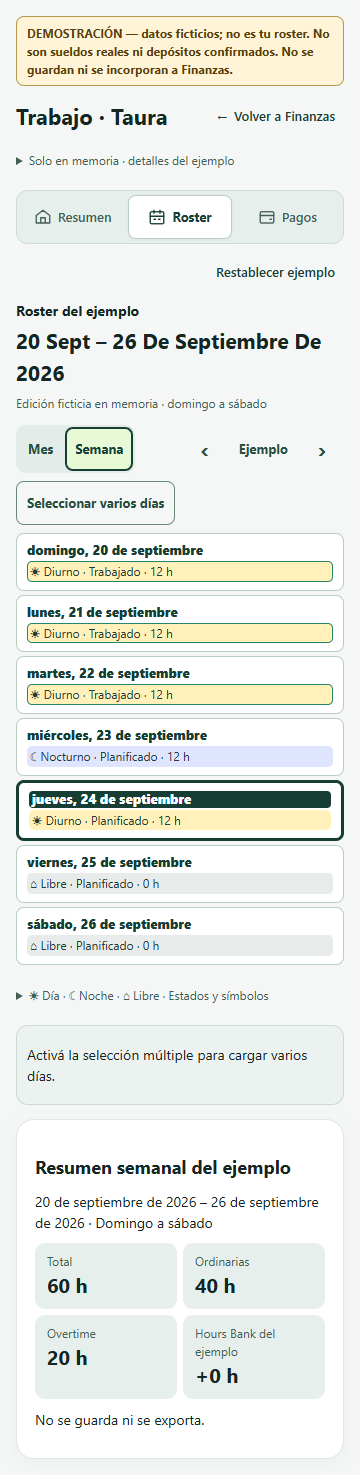 DEMOSTRACIÓN — datos ficticios; no es tu roster. No
son sueldos reales ni depósitos confirmados. No se
guardan ni se incorporan a Finanzas.
Trabajo · Taura
← Volver a Finanzas
▶ Solo en memoria · detalles del ejemplo
Resumen
Roster
Pagos
Restablecer ejemplo
Roster del ejemplo
20 Sept – 26 De Septiembre De
2026
Edición ficticia en memoria · domingo a sábado
Mes
Semana
‹
Ejemplo
›
Seleccionar varios días
domingo, 20 de septiembre
☀ Diurno · Trabajado · 12 h
lunes, 21 de septiembre
☀ Diurno · Trabajado · 12 h
martes, 22 de septiembre
☀ Diurno · Trabajado · 12 h
miércoles, 23 de septiembre
☾ Nocturno · Planificado · 12 h
jueves, 24 de septiembre
☀ Diurno · Planificado · 12 h
viernes, 25 de septiembre
⌂ Libre · Planificado · 0 h
sábado, 26 de septiembre
⌂ Libre · Planificado · 0 h
▶ ☀ Día · ☾ Noche · ⌂ Libre · Estados y símbolos
Activá la selección múltiple para cargar varios
días.
Resumen semanal del ejemplo
20 de septiembre de 2026 – 26 de septiembre
de 2026 · Domingo a sábado
Total
60 h
Ordinarias
40 h
Overtime
20 h
Hours Bank del
ejemplo
+0 h
No se guarda ni se exporta.